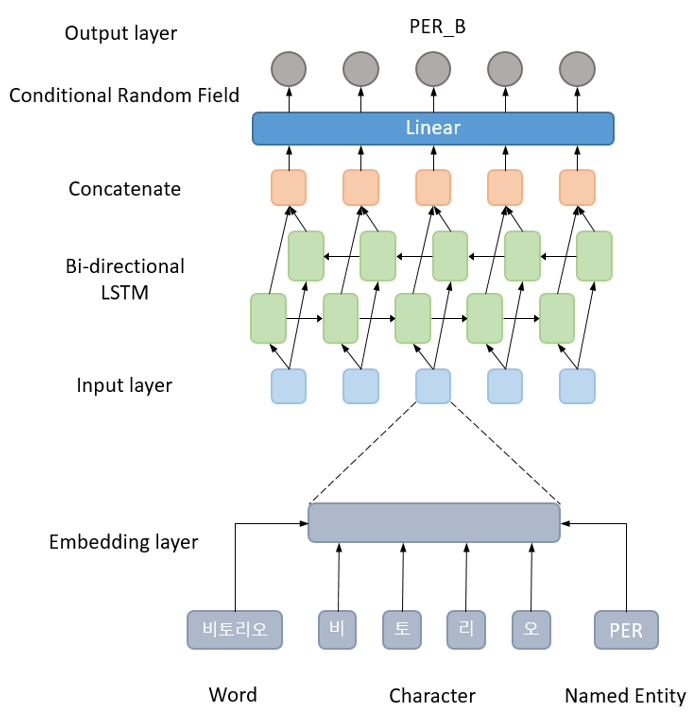 Output layer
PER_B
Conditional Random Field
Linear
Concatenate
Bi-directional
LSTM
Input layer
Embedding layer
비토리오
비
토
리
오
PER
Word
Character
Named Entity